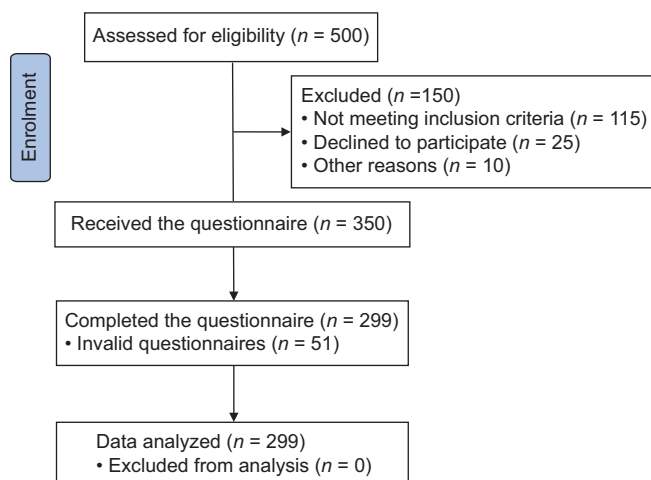 Assessed for eligibility (n = 500)
Enrolment
Excluded (n =150)
• Not meeting inclusion criteria (n = 115)
• Declined to participate (n = 25)
• Other reasons (n = 10)
Received the questionnaire (n = 350)
Completed the questionnaire (n = 299)
• Invalid questionnaires (n = 51)
Data analyzed (n = 299)
• Excluded from analysis (n = 0)